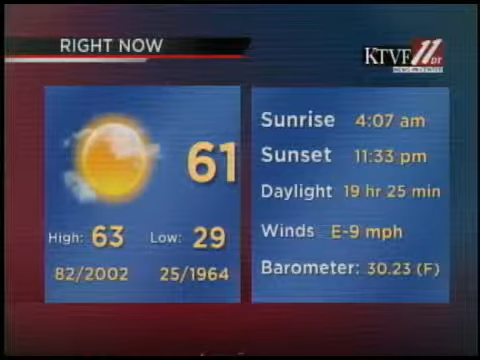 RIGHT NOW
KTVF 11 DT
61
High: 63 Low: 29
82/2002 25/1964
Sunrise 4:07 am
Sunset 11:33 pm
Daylight 19 hr 25 min
Winds E-9 mph
Barometer: 30.23 (F)